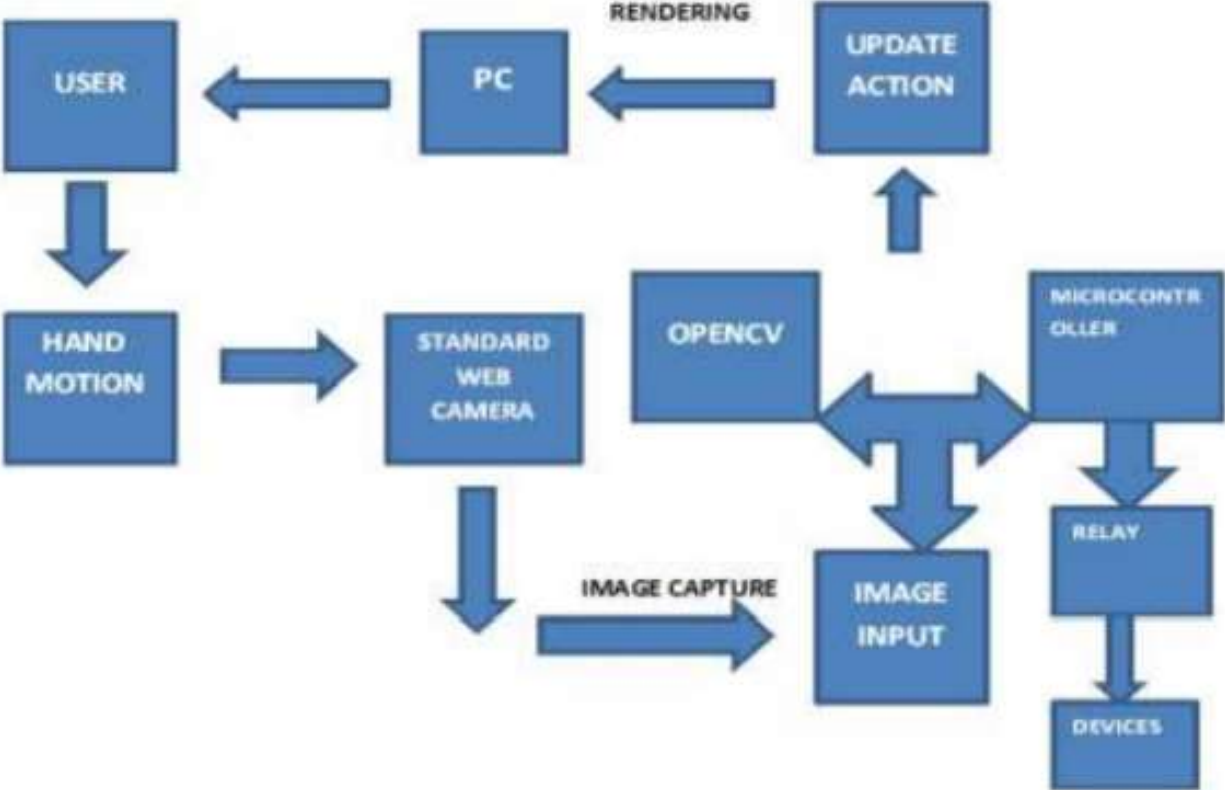 RENDERING
USER
PC
UPDATE
ACTION
HAND
MOTION
STANDARD
WEB
CAMERA
OPENCV
MICROCONTR
OLLER
RELAY
IMAGE CAPTURE
IMAGE
INPUT
DEVICES